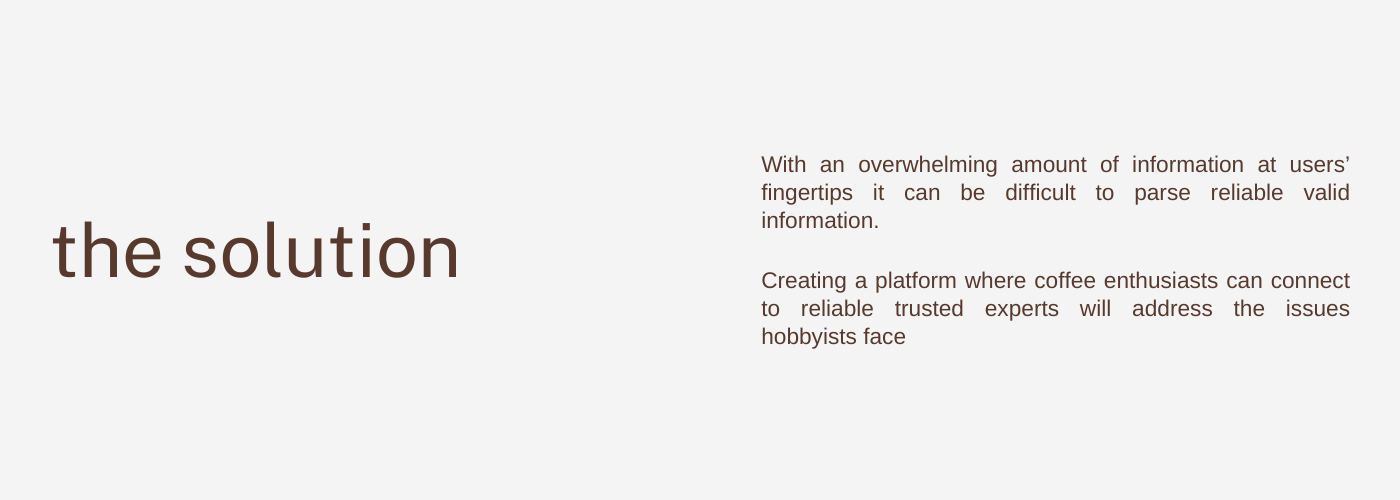 the solution
With an overwhelming amount of information at users’
fingertips it can be difficult to parse reliable valid
information.
Creating a platform where coffee enthusiasts can connect
to reliable trusted experts will address the issues
hobbyists face